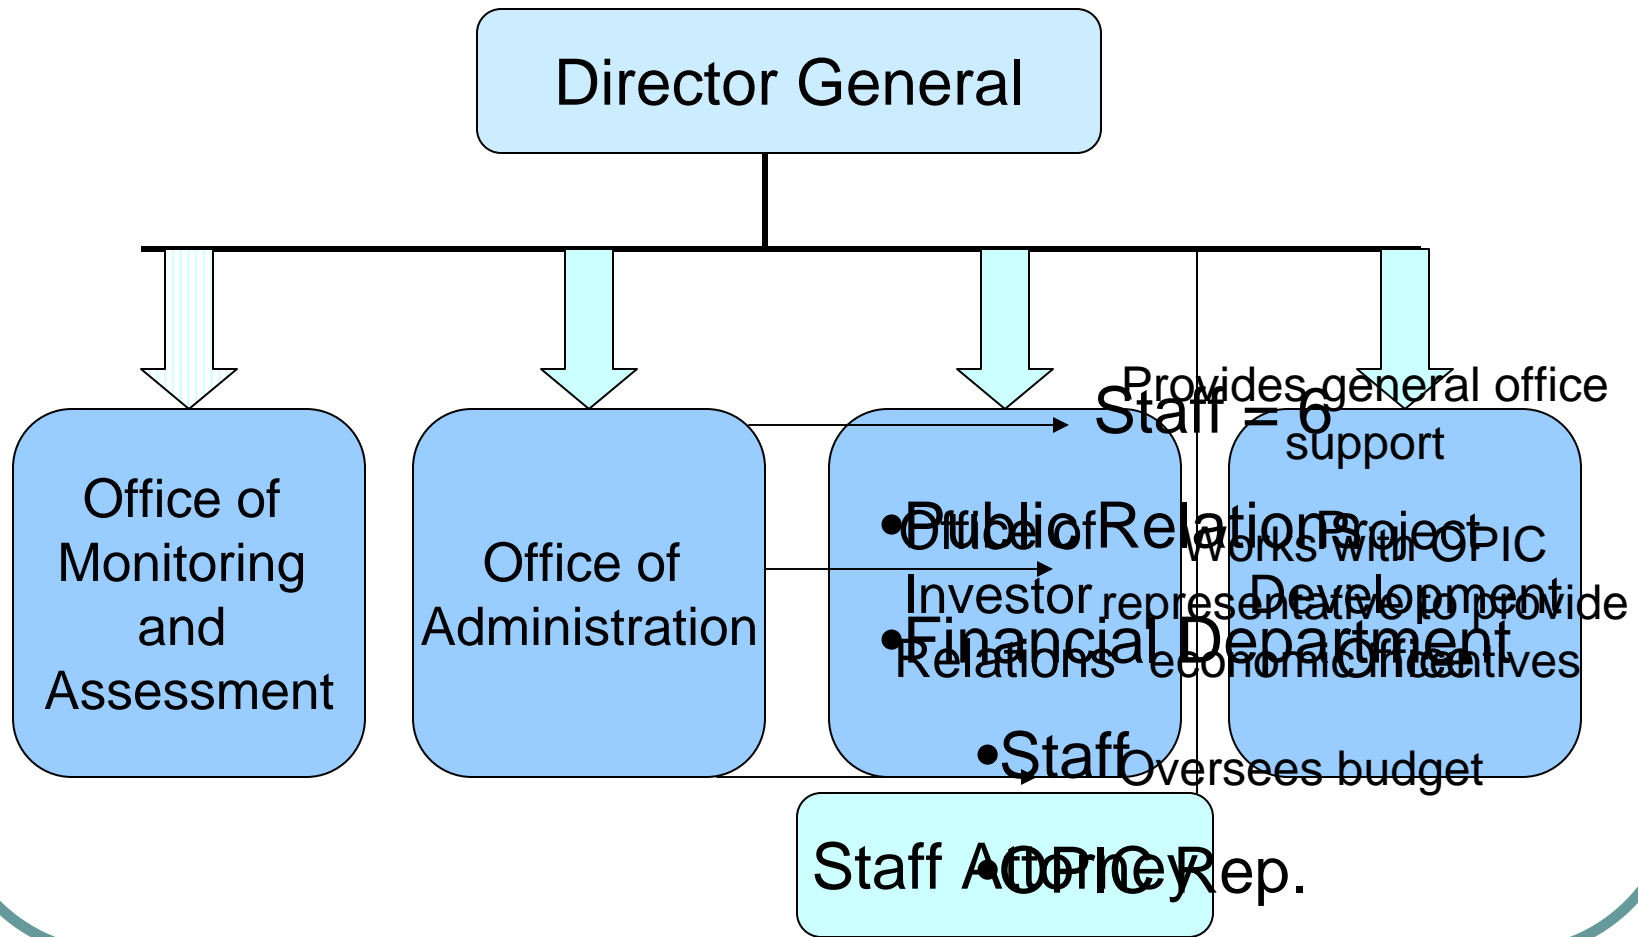 Director General
Office of
Monitoring
and
Assessment
Office of
Administration
Office of
Investor
Relations
Project
Development
Office
Staff = 6
•Public Relations
•Financial Department
•Staff
•OPIC Rep.
Provides general office
support
Works with OPIC
representative to provide
economic incentives
Oversees budget
Staff Attorney